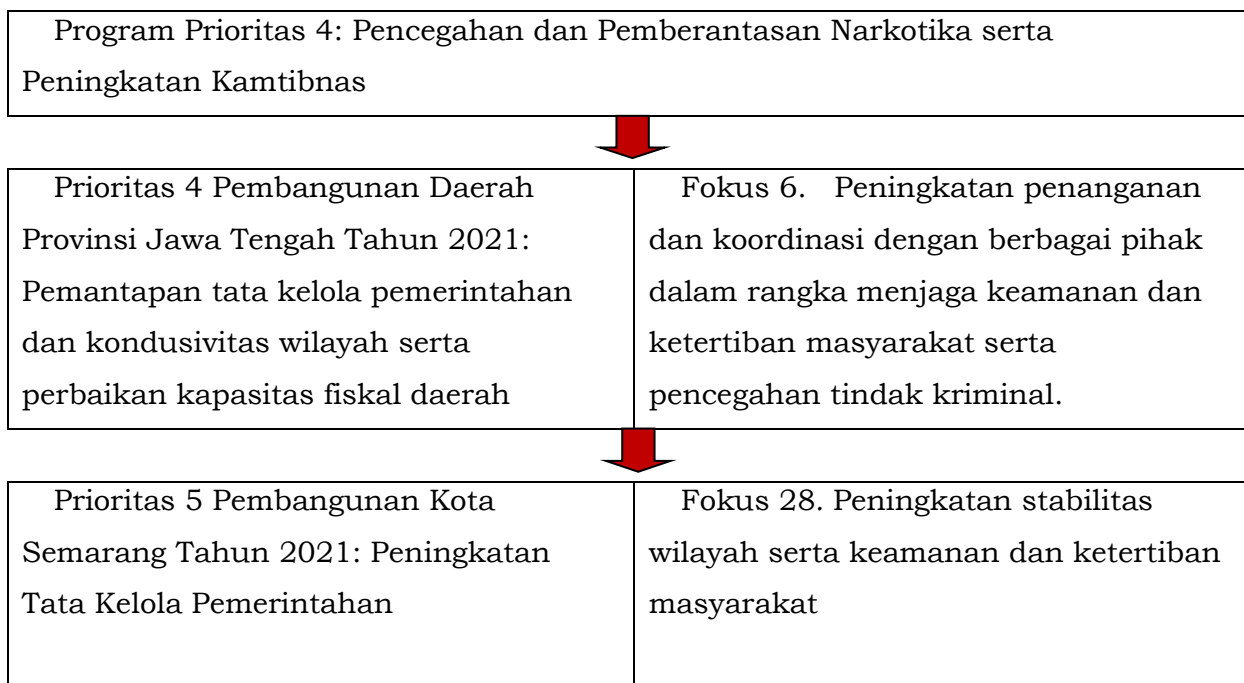 Program Prioritas 4: Pencegahan dan Pemberantasan Narkotika serta
Peningkatan Kamtibnas
Prioritas 4 Pembangunan Daerah
Provinsi Jawa Tengah Tahun 2021:
Pemantapan tata kelola pemerintahan
dan kondusivitas wilayah serta
perbaikan kapasitas fiskal daerah
Fokus 6. Peningkatan penanganan
dan koordinasi dengan berbagai pihak
dalam rangka menjaga keamanan dan
ketertiban masyarakat serta
pencegahan tindak kriminal.
Prioritas 5 Pembangunan Kota
Semarang Tahun 2021: Peningkatan
Tata Kelola Pemerintahan
Fokus 28. Peningkatan stabilitas
wilayah serta keamanan dan ketertiban
masyarakat